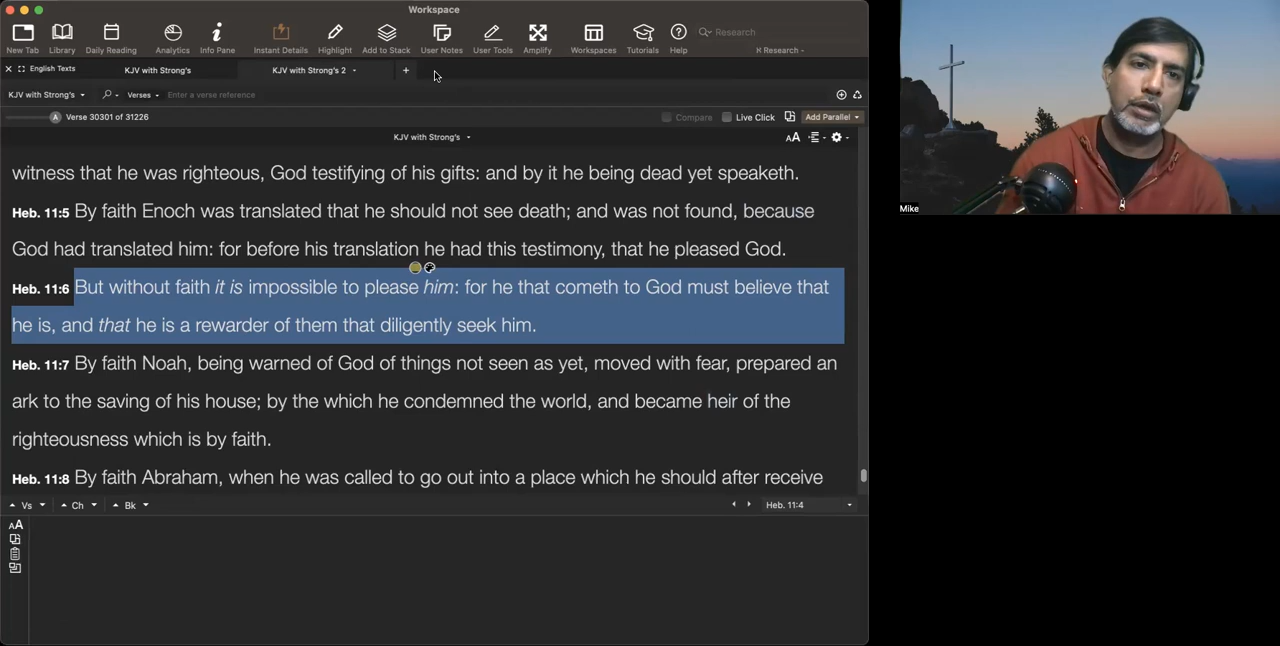 Workspace
New Tab Library Daily Reading Analytics Info Pane Instant Details Highlight Add to Stack User Notes User Tools Amplify Workspaces Tutorials Help Research
English Texts KJV with Strong's KJV with Strong's 2 +
KJV with Strong's Verses Enter a verse reference
A Verse 30301 of 31226 Compare Live Click Add Parallel
KJV with Strong's AA
witness that he was righteous, God testifying of his gifts: and by it he being dead yet speaketh.
Heb. 11:5 By faith Enoch was translated that he should not see death; and was not found, because
God had translated him: for before his translation he had this testimony, that he pleased God.
Heb. 11:6 But without faith it is impossible to please him: for he that cometh to God must believe that
he is, and that he is a rewarder of them that diligently seek him.
Heb. 11:7 By faith Noah, being warned of God of things not seen as yet, moved with fear, prepared an
ark to the saving of his house; by the which he condemned the world, and became heir of the
righteousness which is by faith.
Heb. 11:8 By faith Abraham, when he was called to go out into a place which he should after receive
Vs Ch Bk Heb. 11:4
AA
Mike